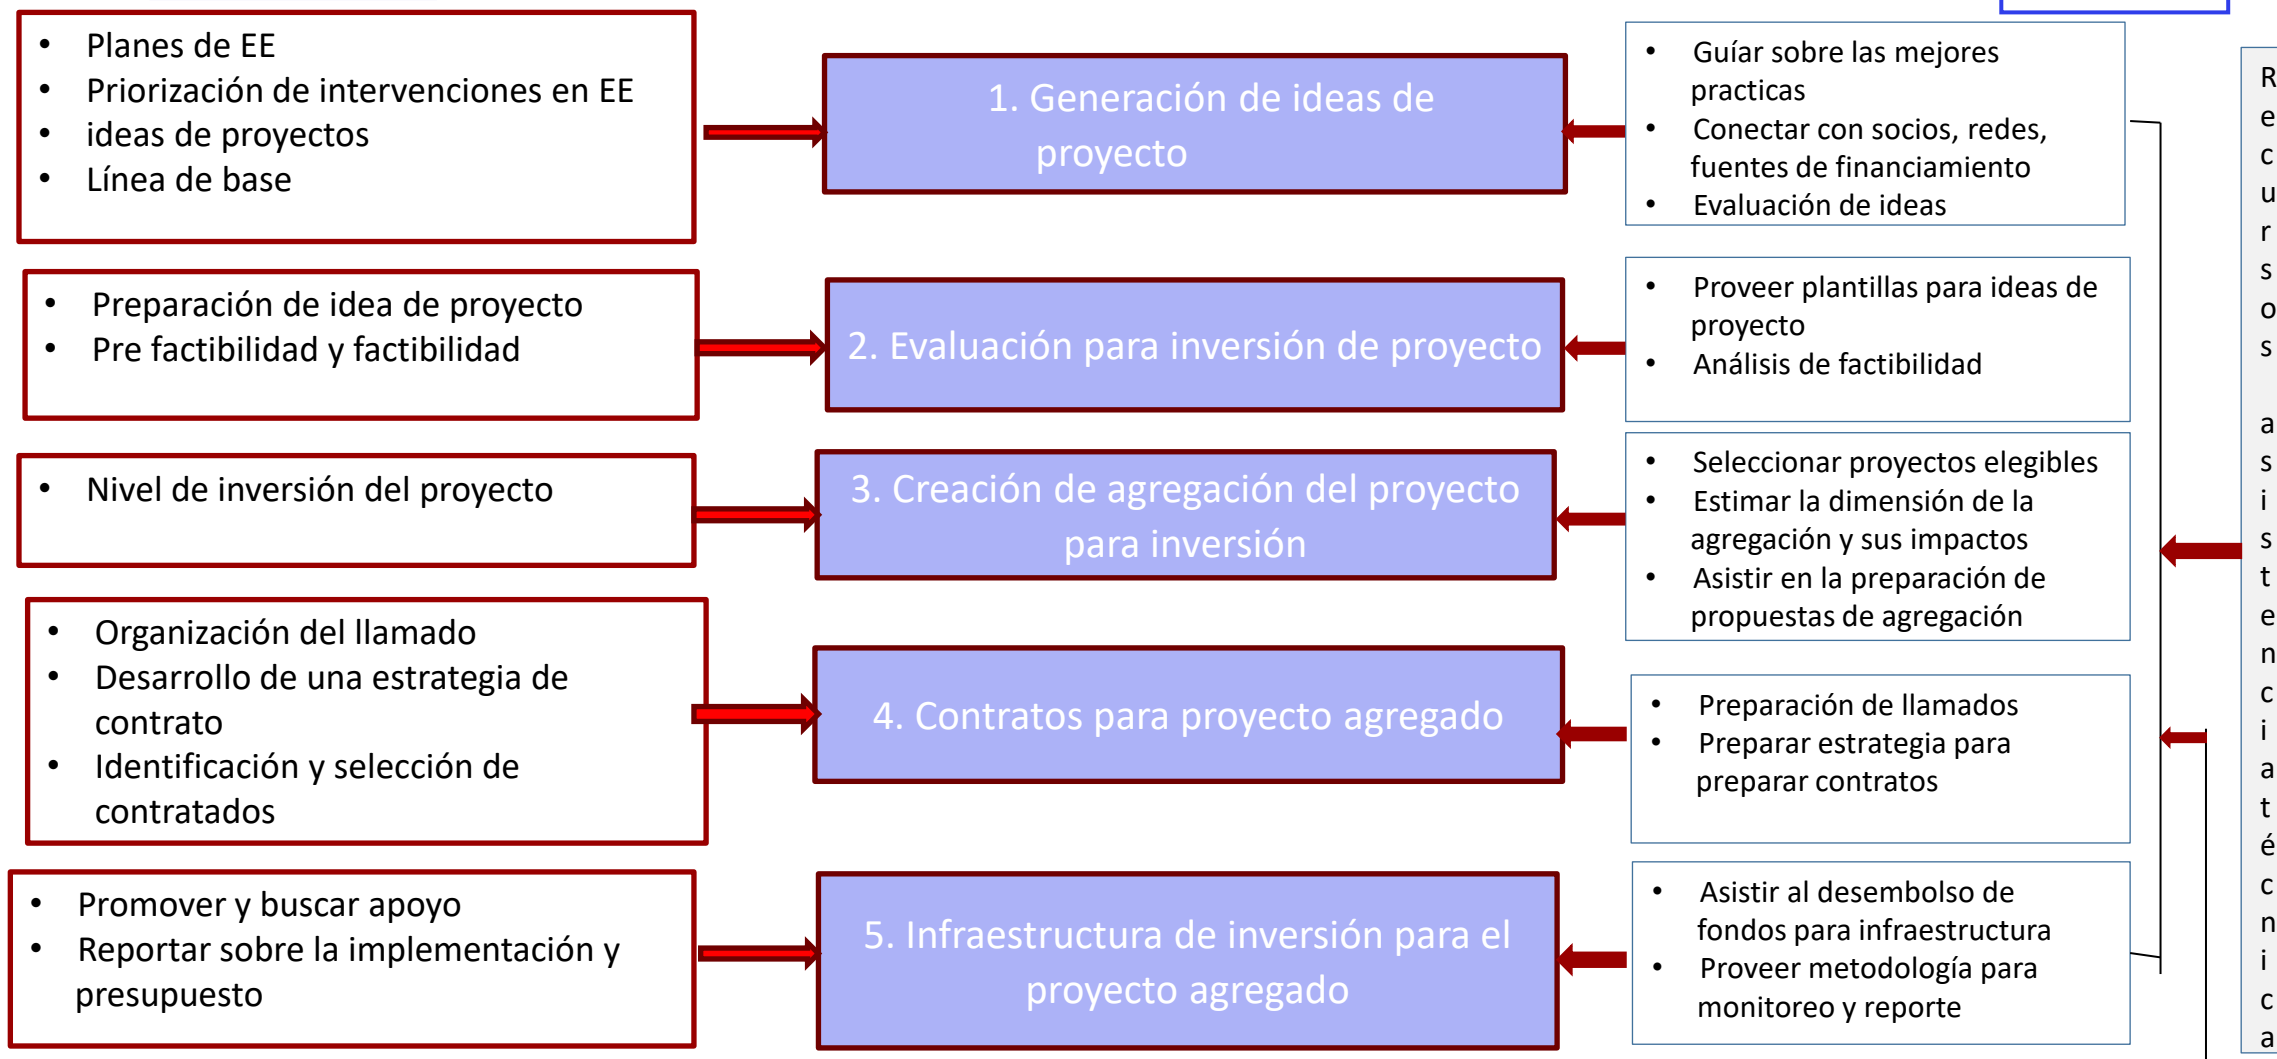 • Planes de EE
• Priorización de intervenciones en EE
• ideas de proyectos
• Línea de base
1. Generación de ideas de
proyecto
• Guíar sobre las mejores
practicas
• Conectar con socios, redes,
fuentes de financiamiento
• Evaluación de ideas
• Preparación de idea de proyecto
• Pre factibilidad y factibilidad
2. Evaluación para inversión de proyecto
• Proveer plantillas para ideas de
proyecto
• Análisis de factibilidad
• Nivel de inversión del proyecto
3. Creación de agregación del proyecto
para inversión
• Seleccionar proyectos elegibles
• Estimar la dimensión de la
agregación y sus impactos
• Asistir en la preparación de
propuestas de agregación
• Organización del llamado
• Desarrollo de una estrategia de
contrato
• Identificación y selección de
contratados
4. Contratos para proyecto agregado
• Preparación de llamados
• Preparar estrategia para
preparar contratos
• Promover y buscar apoyo
• Reportar sobre la implementación y
presupuesto
5. Infraestructura de inversión para el
proyecto agregado
• Asistir al desembolso de
fondos para infraestructura
• Proveer metodología para
monitoreo y reporte
Recursos asistencia técnica